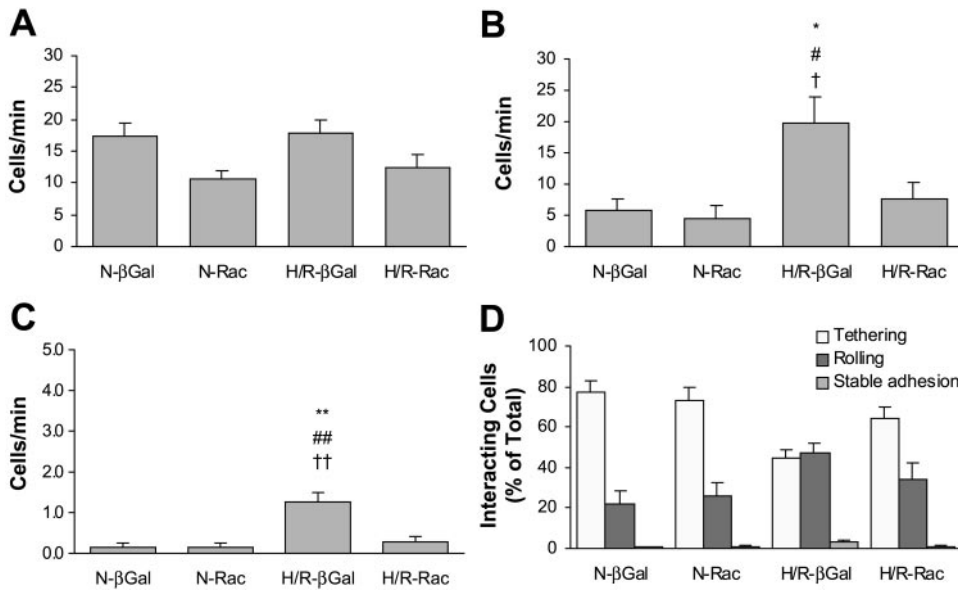 A
Cells/min
30
25
20
15
10
5
0
N-βGal N-Rac H/R-βGal H/R-Rac
B
*
#
†
Cells/min
30
25
20
15
10
5
0
N-βGal N-Rac H/R-βGal H/R-Rac
C
Cells/min
5.0
4.0
3.0
2.0
1.0
0.0
**
##
††
N-βGal N-Rac H/R-βGal H/R-Rac
D
Interacting Cells
(% of Total)
100
80
60
40
20
0
Tethering
Rolling
Stable adhesion
N-βGal N-Rac H/R-βGal H/R-Rac